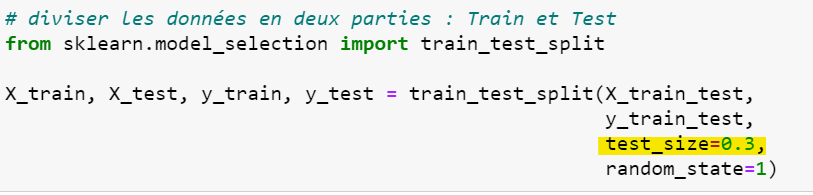 # diviser les données en deux parties : Train et Test
from sklearn.model_selection import train_test_split
X_train, X_test, y_train, y_test = train_test_split(X_train_test,
y_train_test,
test_size=0.3,
random_state=1)